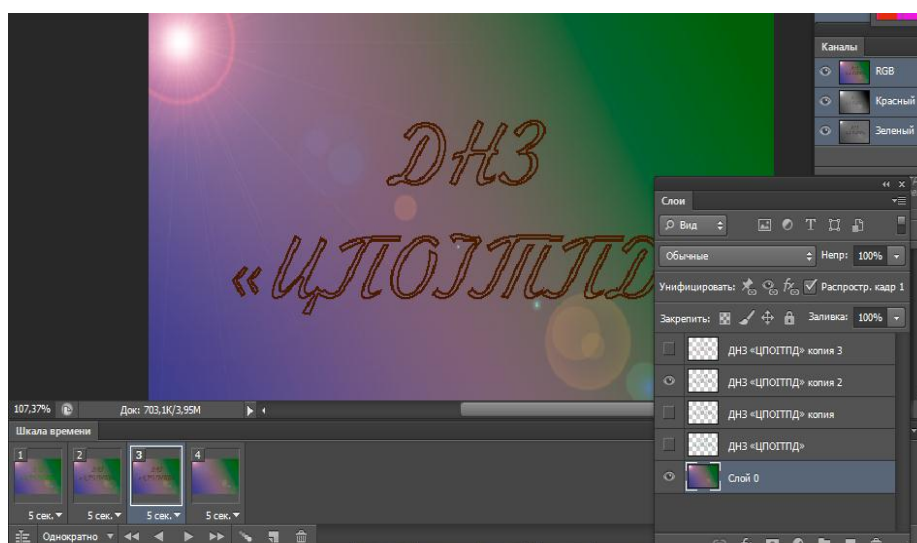 Каналы
RGB
Красный
Зеленый
ДНЗ
«ЦПОІТПД
Слои
Вид
Обычные
Непр: 100%
Унифицировать:
Распростр. кадр 1
Закрепить:
Заливка: 100%
ДНЗ «ЦПОІТПД» копия 3
ДНЗ «ЦПОІТПД» копия 2
ДНЗ «ЦПОІТПД» копия
ДНЗ «ЦПОІТПД»
Слой 0
107,37%
Док: 703,1K/3,95M
Шкала времени
1 2 3 4
5 сек. 5 сек. 5 сек. 5 сек.
Однократно